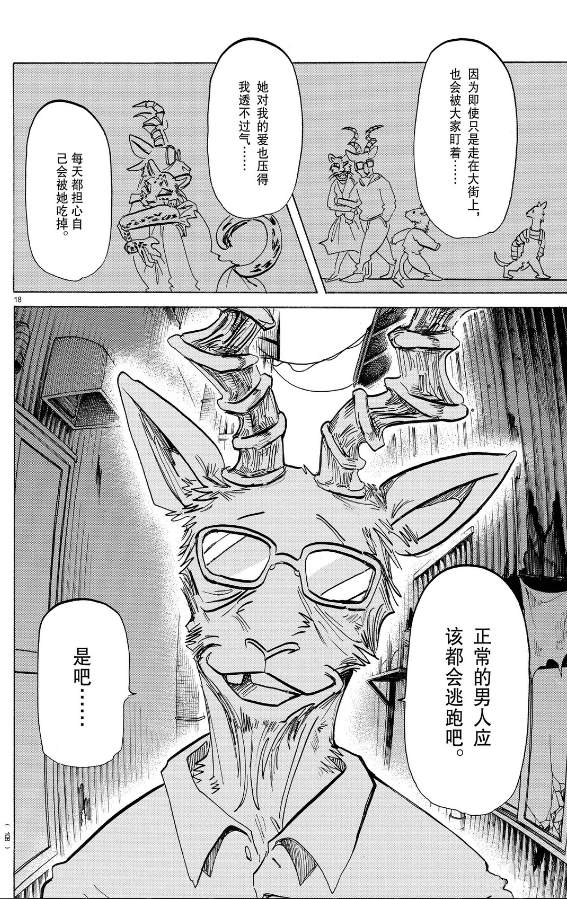 因为即使只是走在大街上，
也会被大家盯着……
她对我的爱也压得
我透不过气……
每天都担心自
己会被她吃掉。
18
正常的男人应
该都会逃跑吧。
是吧……